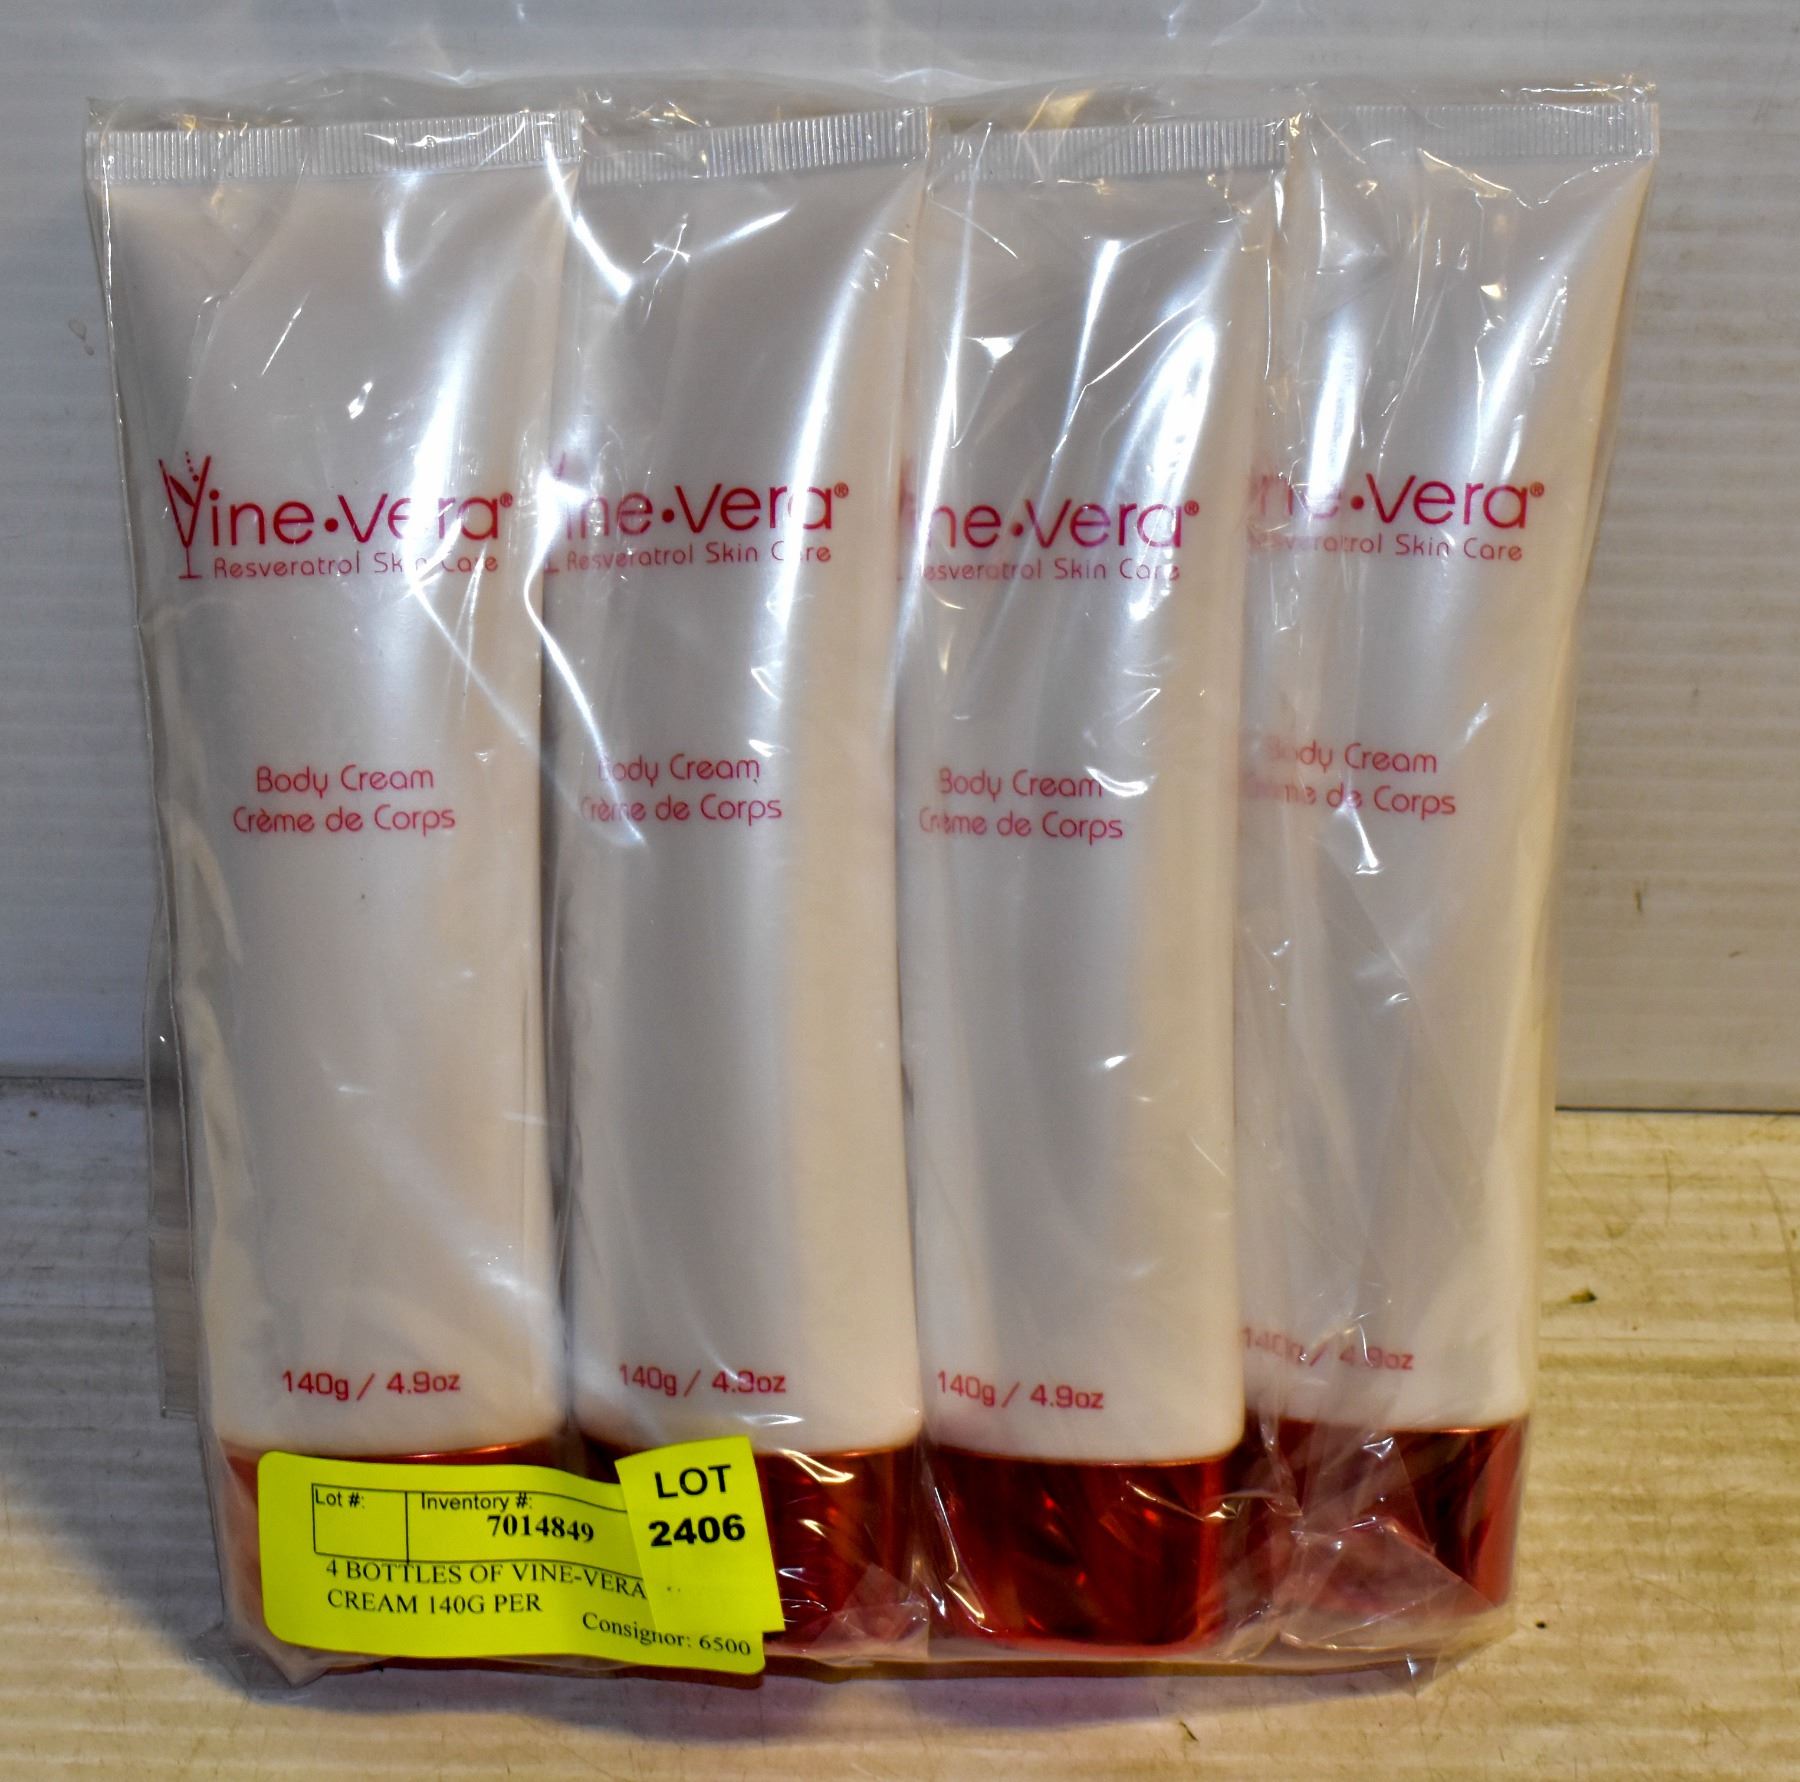 Vine•Vera®
Resveratrol Skin Care
Body Cream
Crème de Corps
140g / 4.9oz
ine•Vera®
Resveratrol Skin Care
Body Cream
Crème de Corps
140g / 4.9oz
ine•Vera®
Resveratrol Skin Care
Body Cream
Crème de Corps
140g / 4.9oz
ine•Vera®
Resveratrol Skin Care
Body Cream
de Corps
4.9oz
Lot #:
Inventory #:
7014849
4 BOTTLES OF VINE-VERA
CREAM 140G PER
Consignor: 6500
LOT
2406